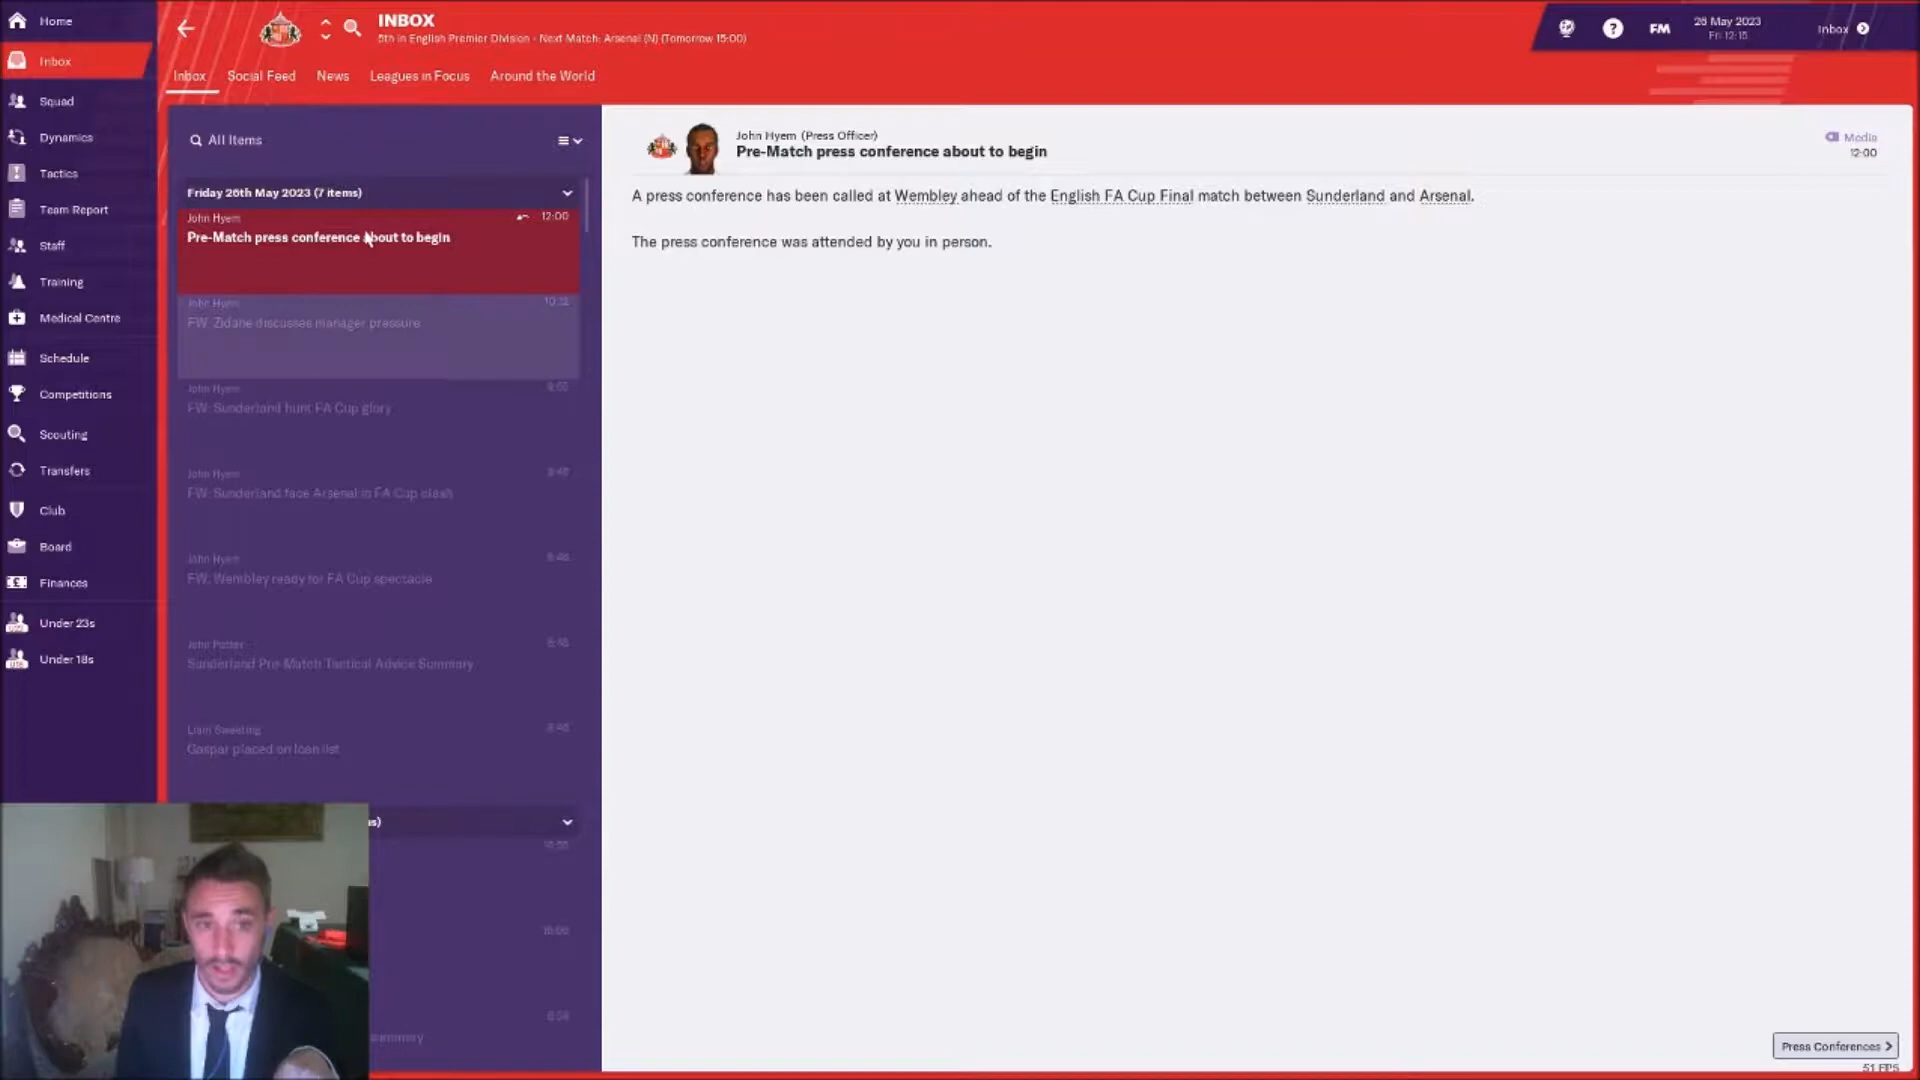 Home
Inbox
Squad
Dynamics
Tactics
Team Report
Staff
Training
Medical Centre
Schedule
Competitions
Scouting
Transfers
Club
Board
Finances
Under 23s
Under 18s
INBOX
5th in English Premier Division - Next Match: Arsenal (N) (Tomorrow 15:00)
Inbox Social Feed News Leagues in Focus Around the World
FM
26 May 2023
Fri 12:15
Inbox
All Items
Friday 26th May 2023 (7 items)
John Hyem 12:00
Pre-Match press conference about to begin
John Hyem
FW: Zidane discusses manager pressure
John Hyem
FW: Sunderland hunt FA Cup glory
John Hyem
FW: Sunderland face Arsenal in FA Cup clash
John Hyem
FW: Wembley ready for FA Cup spectacle
John Potter
Sunderland Pre-Match Tactical Advice Summary
Liam Sweeting
Gaspar placed on loan list
summary
John Hyem (Press Officer)
Pre-Match press conference about to begin
Media
12:00
A press conference has been called at Wembley ahead of the English FA Cup Final match between Sunderland and Arsenal.
The press conference was attended by you in person.
Press Conferences
51 FPS